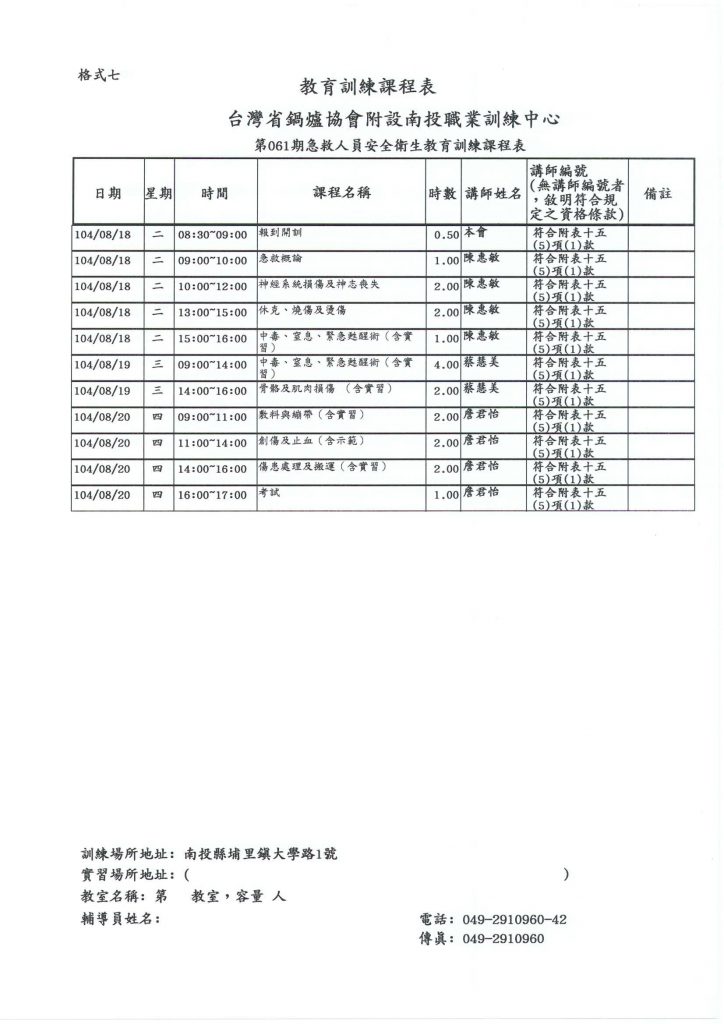 格式七
教育訓練課程表
台灣省鍋爐協會附設南投職業訓練中心
第061期急救人員安全衛生教育訓練課程表
日期 星期 時間 課程名稱 時數 講師姓名 講師編號 (無講師編號者，敘明符合規定之資格條款) 備註
104/08/18 二 08:30~09:00 報到開訓 0.50 本會 符合附表十五(5)項(1)款
104/08/18 二 09:00~10:00 急救概論 1.00 陳惠敏 符合附表十五(5)項(1)款
104/08/18 二 10:00~12:00 神經系統損傷及神志喪失 2.00 陳惠敏 符合附表十五(5)項(1)款
104/08/18 二 13:00~15:00 休克、燒傷及燙傷 2.00 陳惠敏 符合附表十五(5)項(1)款
104/08/18 二 15:00~16:00 中毒、窒息、緊急甦醒術（含實習） 1.00 陳惠敏 符合附表十五(5)項(1)款
104/08/19 三 09:00~14:00 中毒、窒息、緊急甦醒術（含實習） 4.00 蔡慧美 符合附表十五(5)項(1)款
104/08/19 三 14:00~16:00 骨骼及肌肉損傷 （含實習） 2.00 蔡慧美 符合附表十五(5)項(1)款
104/08/20 四 09:00~11:00 敷料與繃帶（含實習） 2.00 詹君怡 符合附表十五(5)項(1)款
104/08/20 四 11:00~14:00 創傷及止血（含示範） 2.00 詹君怡 符合附表十五(5)項(1)款
104/08/20 四 14:00~16:00 傷患處理及搬運（含實習） 2.00 詹君怡 符合附表十五(5)項(1)款
104/08/20 四 16:00~17:00 考試 1.00 詹君怡 符合附表十五(5)項(1)款
訓練場所地址: 南投縣埔里鎮大學路1號
實習場所地址: ( )
教室名稱: 第 教室，容量 人
輔導員姓名:
電話: 049-2910960-42
傳真: 049-2910960